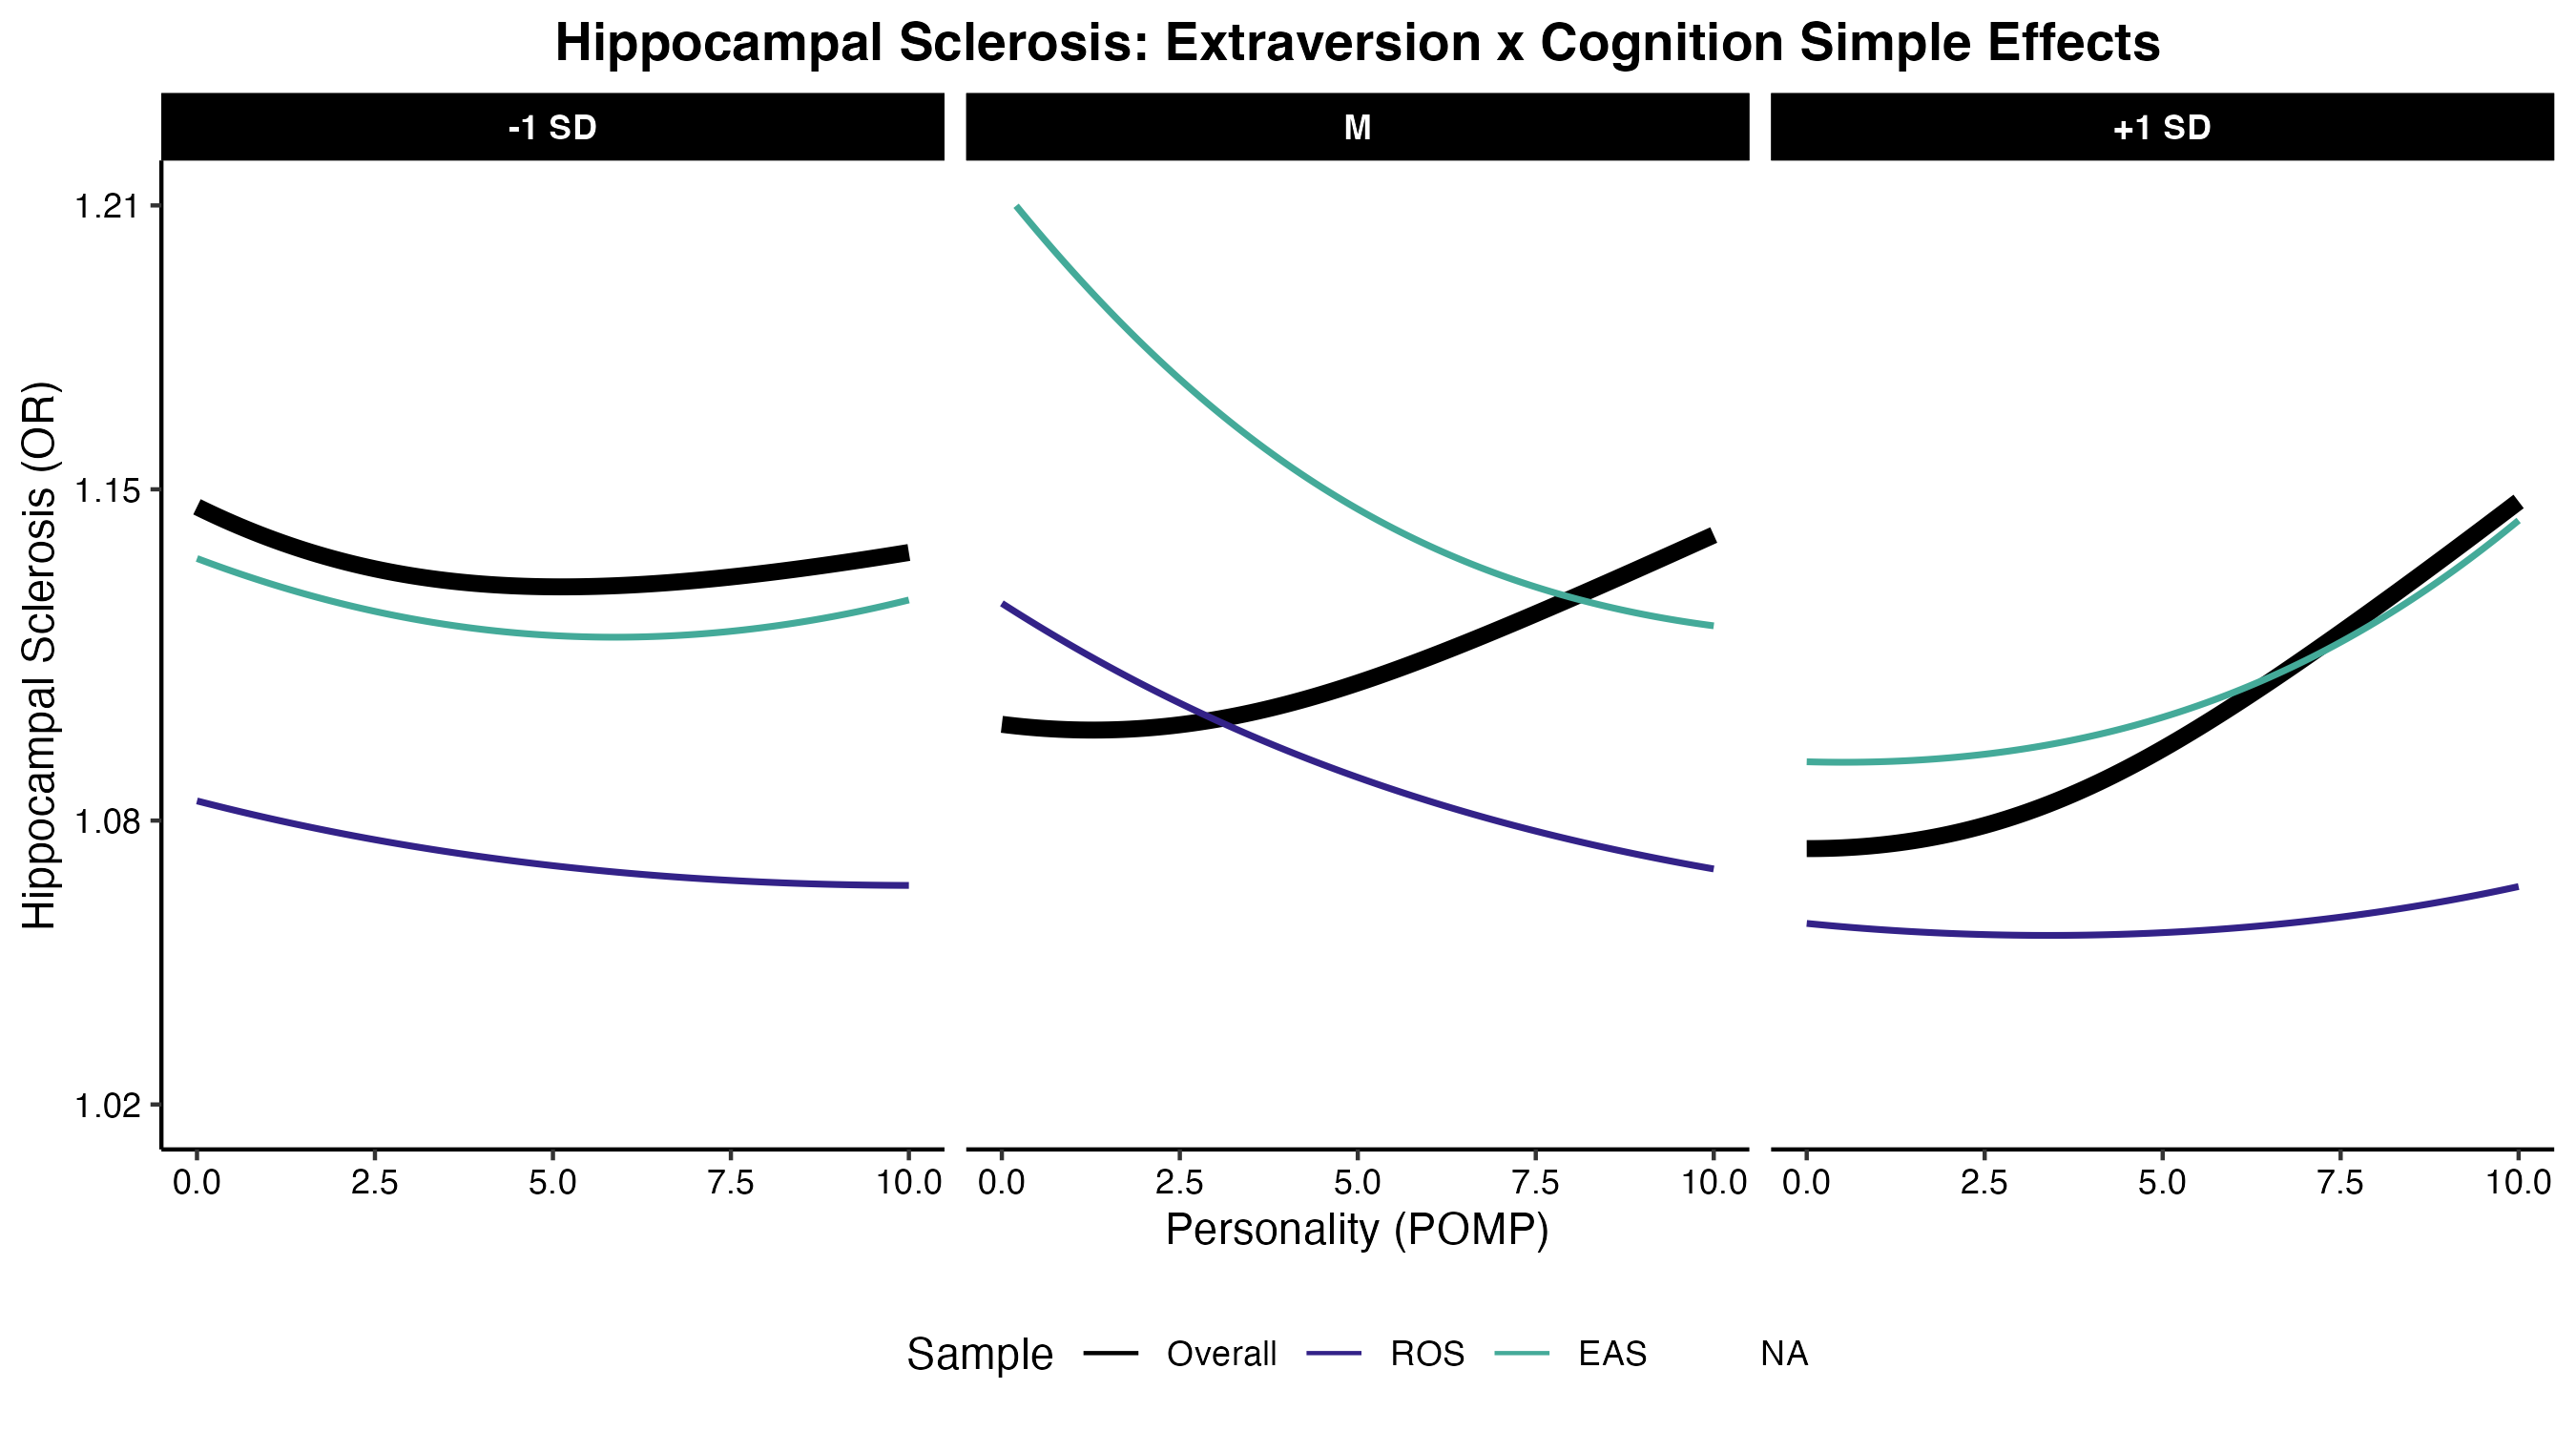 Hippocampal Sclerosis: Extraversion x Cognition Simple Effects
-1 SD
M
+1 SD
Hippocampal Sclerosis (OR)
1.21
1.15
1.08
1.02
0.0 2.5 5.0 7.5 10.0
0.0 2.5 5.0 7.5 10.0
0.0 2.5 5.0 7.5 10.0
Personality (POMP)
Sample Overall ROS EAS NA